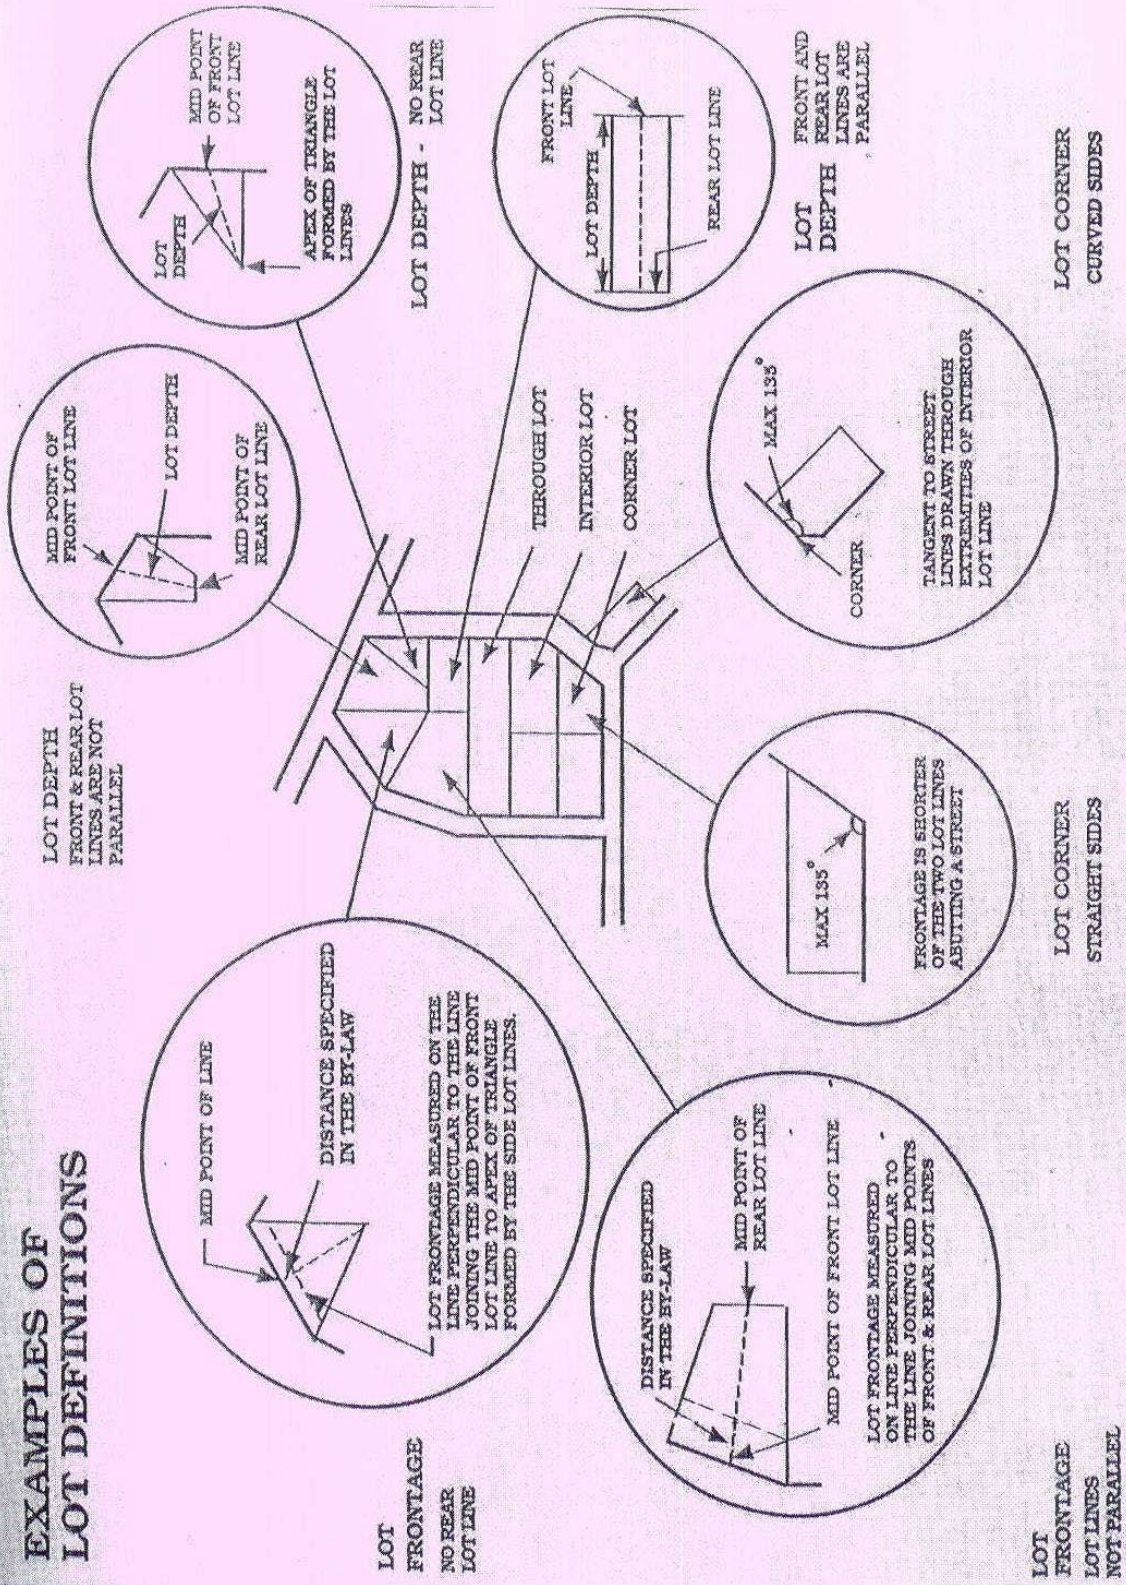 EXAMPLES OF
LOT DEFINITIONS
LOT
FRONTAGE
NO REAR
LOT LINE
MID POINT OF LINE
DISTANCE SPECIFIED
IN THE BY-LAW
LOT FRONTAGE MEASURED ON THE
LINE PERPENDICULAR TO THE LINE
JOINING THE MID POINT OF FRONT
LOT LINE TO APEX OF TRIANGLE
FORMED BY THE SIDE LOT LINES.
LOT DEPTH
FRONT & REAR LOT
LINES ARE NOT
PARALLEL
MID POINT OF
FRONT LOT LINE
LOT DEPTH
MID POINT OF
REAR LOT LINE
MID POINT
OF FRONT
LOT LINE
LOT
DEPTH
APEX OF TRIANGLE
FORMED BY THE LOT
LINES
LOT DEPTH - NO REAR
LOT LINE
FRONT LOT
LINE
LOT DEPTH
REAR LOT LINE
LOT
DEPTH
FRONT AND
REAR LOT
LINES ARE
PARALLEL
THROUGH LOT
INTERIOR LOT
CORNER LOT
LOT
FRONTAGE
LOT LINES
NOT PARALLEL
DISTANCE SPECIFIED
IN THE BY-LAW
MID POINT OF
REAR LOT LINE
MID POINT OF FRONT LOT LINE
LOT FRONTAGE MEASURED
ON LINE PERPENDICULAR TO
THE LINE JOINING MID POINTS
OF FRONT & REAR LOT LINES
MAX 135°
FRONTAGE IS SHORTER
OF THE TWO LOT LINES
ABUTTING A STREET
LOT CORNER
STRAIGHT SIDES
MAX 135°
CORNER
TANGENT TO STREET
LINES DRAWN THROUGH
EXTREMITIES OF INTERIOR
LOT LINE
LOT CORNER
CURVED SIDES